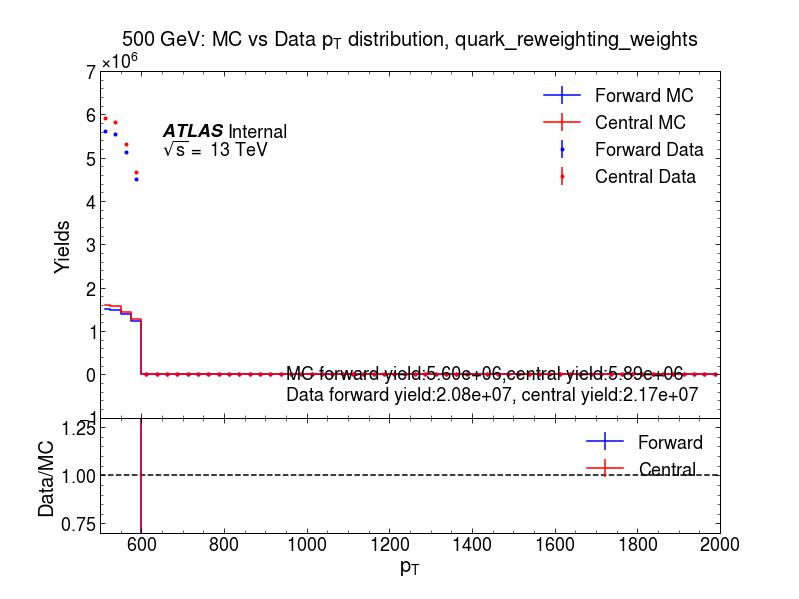 500 GeV: MC vs Data pT distribution, quark_reweighting_weights
×10⁶
7
6
5
4
3
2
1
0
−1
Yields
ATLAS Internal
√s = 13 TeV
Forward MC
Central MC
Forward Data
Central Data
MC forward yield:5.60e+06,central yield:5.89e+06
Data forward yield:2.08e+07, central yield:2.17e+07
1.25
1.00
0.75
Data/MC
Forward
Central
600 800 1000 1200 1400 1600 1800 2000
pT